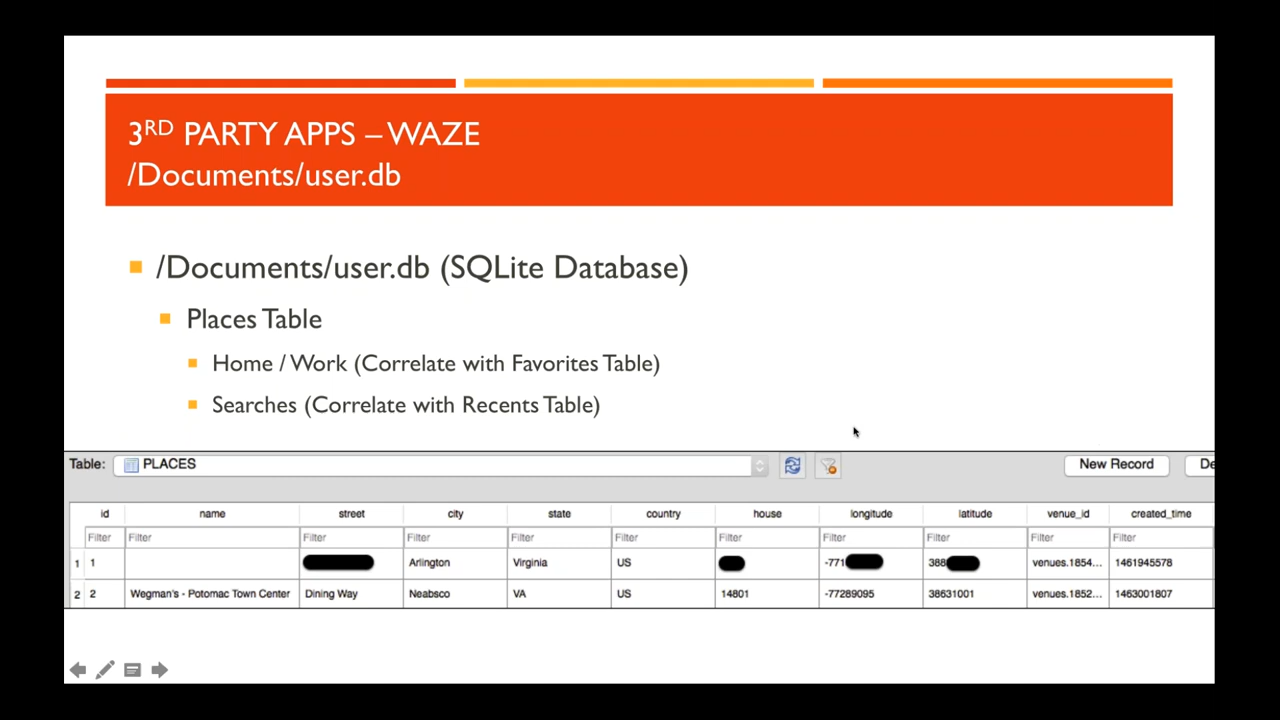 3RD PARTY APPS – WAZE
/Documents/user.db
/Documents/user.db (SQLite Database)
Places Table
Home / Work (Correlate with Favorites Table)
Searches (Correlate with Recents Table)
Table: PLACES New Record De
id name street city state country house longitude latitude venue_id created_time
Filter Filter Filter Filter Filter Filter Filter Filter Filter Filter Filter
1 1 Arlington Virginia US -771 388 venues.1854... 1461945578
2 2 Wegman's - Potomac Town Center Dining Way Neabsco VA US 14801 -77289095 38631001 venues.1852... 1463001807